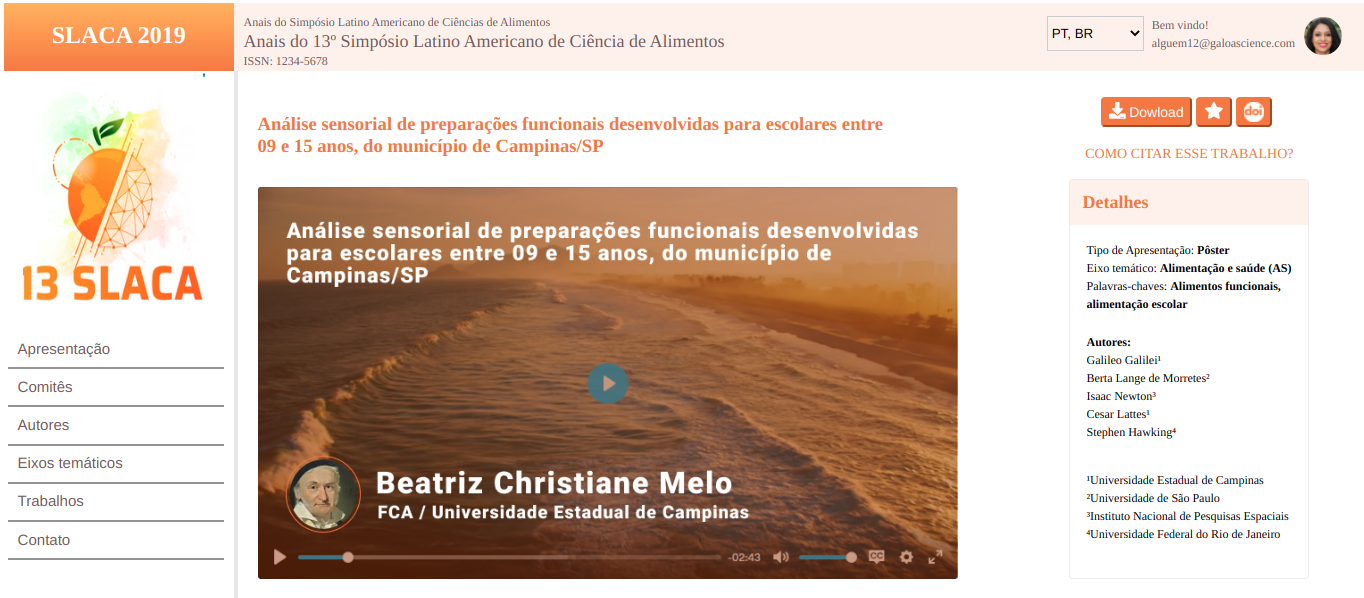 SLACA 2019
Anais do Simpósio Latino Americano de Ciências de Alimentos
Anais do 13º Simpósio Latino Americano de Ciência de Alimentos
ISSN: 1234-5678
PT, BR
Bem vindo!
alguem12@galoascience.com
13 SLACA
Apresentação
Comitês
Autores
Eixos temáticos
Trabalhos
Contato
Análise sensorial de preparações funcionais desenvolvidas para escolares entre
09 e 15 anos, do município de Campinas/SP
Análise sensorial de preparações funcionais desenvolvidas
para escolares entre 09 e 15 anos, do município de
Campinas/SP
Beatriz Christiane Melo
FCA / Universidade Estadual de Campinas
-02:43
CC
Dowload
doi
COMO CITAR ESSE TRABALHO?
Detalhes
Tipo de Apresentação: Pôster
Eixo temático: Alimentação e saúde (AS)
Palavras-chaves: Alimentos funcionais,
alimentação escolar
Autores:
Galileo Galilei¹
Berta Lange de Morretes²
Isaac Newton³
Cesar Lattes¹
Stephen Hawking⁴
¹Universidade Estadual de Campinas
²Universidade de São Paulo
³Instituto Nacional de Pesquisas Espaciais
⁴Universidade Federal do Rio de Janeiro